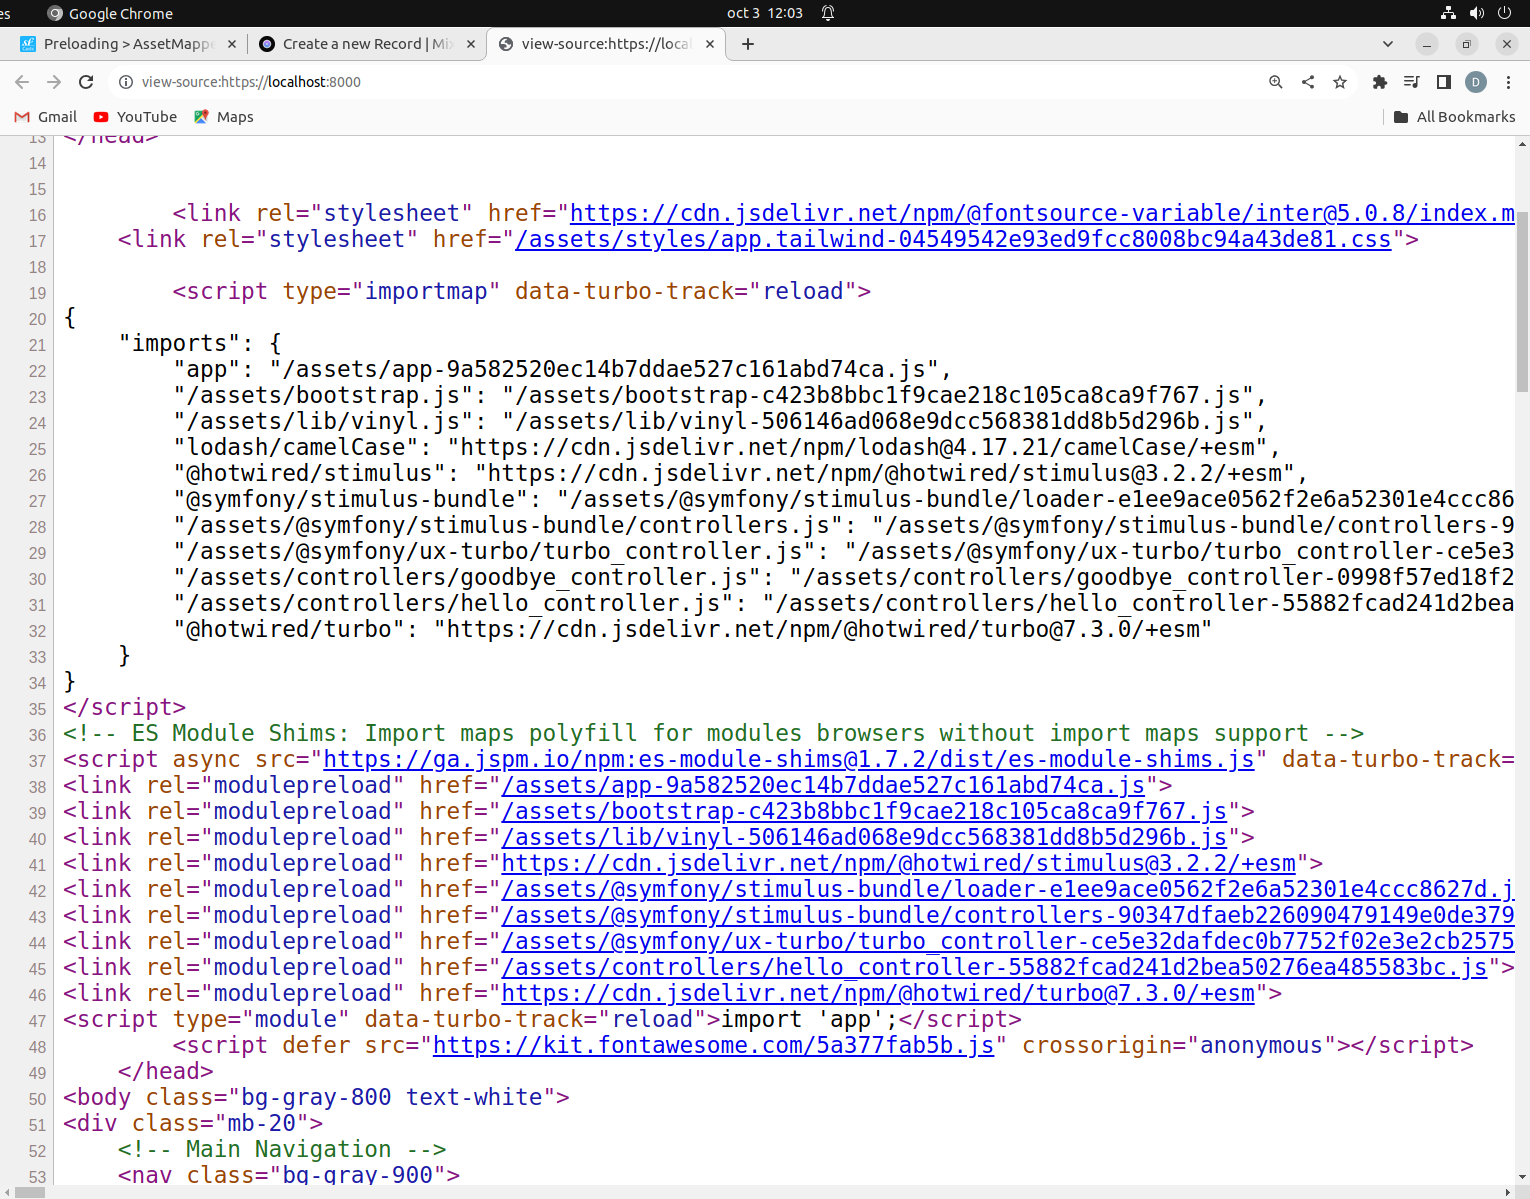 es Google Chrome oct 3 12:03
Preloading > AssetMappe Create a new Record | Mix view-source:https://local
view-source:https://localhost:8000 D
Gmail YouTube Maps All Bookmarks
13 </head>
14
15
16 <link rel="stylesheet" href="https://cdn.jsdelivr.net/npm/@fontsource-variable/inter@5.0.8/index.m
17 <link rel="stylesheet" href="/assets/styles/app.tailwind-04549542e93ed9fcc8008bc94a43de81.css">
18
19 <script type="importmap" data-turbo-track="reload">
20 {
21 "imports": {
22 "app": "/assets/app-9a582520ec14b7ddae527c161abd74ca.js",
23 "/assets/bootstrap.js": "/assets/bootstrap-c423b8bbc1f9cae218c105ca8ca9f767.js",
24 "/assets/lib/vinyl.js": "/assets/lib/vinyl-506146ad068e9dcc568381dd8b5d296b.js",
25 "lodash/camelCase": "https://cdn.jsdelivr.net/npm/lodash@4.17.21/camelCase/+esm",
26 "@hotwired/stimulus": "https://cdn.jsdelivr.net/npm/@hotwired/stimulus@3.2.2/+esm",
27 "@symfony/stimulus-bundle": "/assets/@symfony/stimulus-bundle/loader-e1ee9ace0562f2e6a52301e4ccc86
28 "/assets/@symfony/stimulus-bundle/controllers.js": "/assets/@symfony/stimulus-bundle/controllers-9
29 "/assets/@symfony/ux-turbo/turbo_controller.js": "/assets/@symfony/ux-turbo/turbo_controller-ce5e3
30 "/assets/controllers/goodbye_controller.js": "/assets/controllers/goodbye_controller-0998f57ed18f2
31 "/assets/controllers/hello_controller.js": "/assets/controllers/hello_controller-55882fcad241d2bea
32 "@hotwired/turbo": "https://cdn.jsdelivr.net/npm/@hotwired/turbo@7.3.0/+esm"
33 }
34 }
35 </script>
36 <!-- ES Module Shims: Import maps polyfill for modules browsers without import maps support -->
37 <script async src="https://ga.jspm.io/npm:es-module-shims@1.7.2/dist/es-module-shims.js" data-turbo-track=
38 <link rel="modulepreload" href="/assets/app-9a582520ec14b7ddae527c161abd74ca.js">
39 <link rel="modulepreload" href="/assets/bootstrap-c423b8bbc1f9cae218c105ca8ca9f767.js">
40 <link rel="modulepreload" href="/assets/lib/vinyl-506146ad068e9dcc568381dd8b5d296b.js">
41 <link rel="modulepreload" href="https://cdn.jsdelivr.net/npm/@hotwired/stimulus@3.2.2/+esm">
42 <link rel="modulepreload" href="/assets/@symfony/stimulus-bundle/loader-e1ee9ace0562f2e6a52301e4ccc8627d.j
43 <link rel="modulepreload" href="/assets/@symfony/stimulus-bundle/controllers-90347dfaeb226090479149e0de379
44 <link rel="modulepreload" href="/assets/@symfony/ux-turbo/turbo_controller-ce5e32dafdec0b7752f02e3e2cb2575
45 <link rel="modulepreload" href="/assets/controllers/hello_controller-55882fcad241d2bea50276ea485583bc.js">
46 <link rel="modulepreload" href="https://cdn.jsdelivr.net/npm/@hotwired/turbo@7.3.0/+esm">
47 <script type="module" data-turbo-track="reload">import 'app';</script>
48 <script defer src="https://kit.fontawesome.com/5a377fab5b.js" crossorigin="anonymous"></script>
49 </head>
50 <body class="bg-gray-800 text-white">
51 <div class="mb-20">
52 <!-- Main Navigation -->
53 <nav class="bg-gray-900">